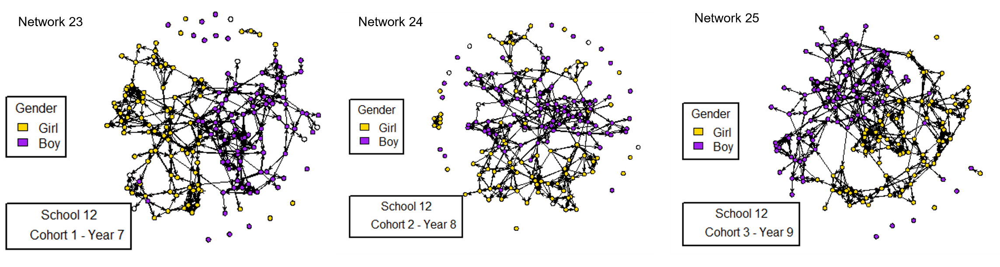 Network 23
Gender
Girl
Boy
School 12
Cohort 1 - Year 7
Network 24
Gender
Girl
Boy
School 12
Cohort 2 - Year 8
Network 25
Gender
Girl
Boy
School 12
Cohort 3 - Year 9